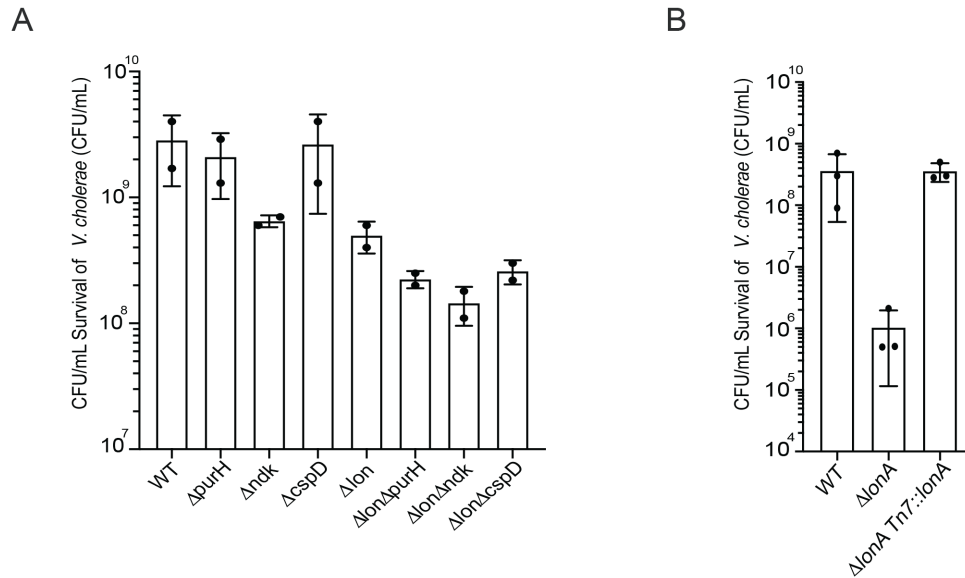 A
CFU/mL Survival of V. cholerae (CFU/mL)
10^10
10^9
10^8
10^7
WT
ΔpurH
Δndk
ΔcspD
Δlon
ΔlonΔpurH
ΔlonΔndk
ΔlonΔcspD
B
CFU/mL Survival of V. cholerae (CFU/mL)
10^10
10^9
10^8
10^7
10^6
10^5
10^4
WT
ΔlonA
ΔlonA Tn7::lonA